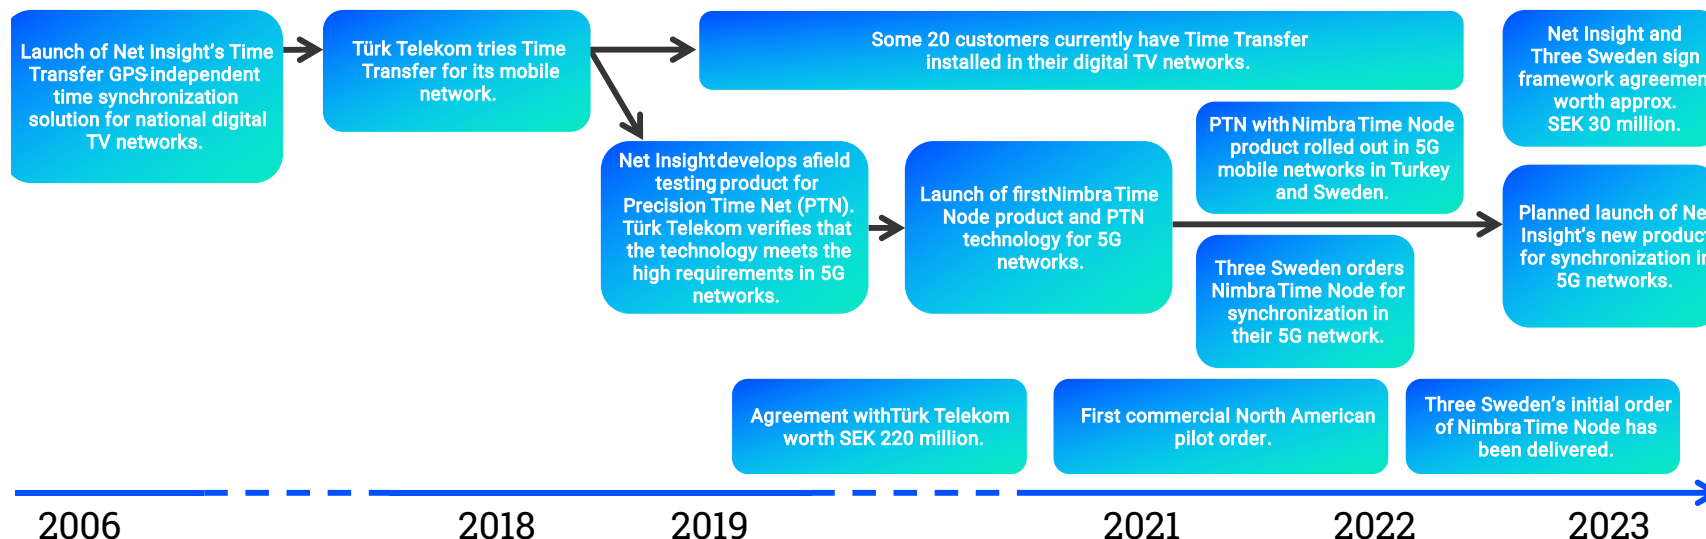 Launch of Net Insight's Time
Transfer GPS-independent
time synchronization
solution for national digital
TV networks.
Türk Telekom tries Time
Transfer for its mobile
network.
Some 20 customers currently have Time Transfer
installed in their digital TV networks.
Net Insight develops a field
testing product for
Precision Time Net (PTN).
Türk Telekom verifies that
the technology meets the
high requirements in 5G
networks.
Launch of first Nimbra Time
Node product and PTN
technology for 5G
networks.
PTN with Nimbra Time Node
product rolled out in 5G
mobile networks in Turkey
and Sweden.
Three Sweden orders
Nimbra Time Node for
synchronization in
their 5G network.
Net Insight and
Three Sweden sign
framework agreemen
worth approx.
SEK 30 million.
Planned launch of Ne
Insight's new product
for synchronization in
5G networks.
Agreement with Türk Telekom
worth SEK 220 million.
First commercial North American
pilot order.
Three Sweden's initial order
of Nimbra Time Node has
been delivered.
2006 2018 2019 2021 2022 2023